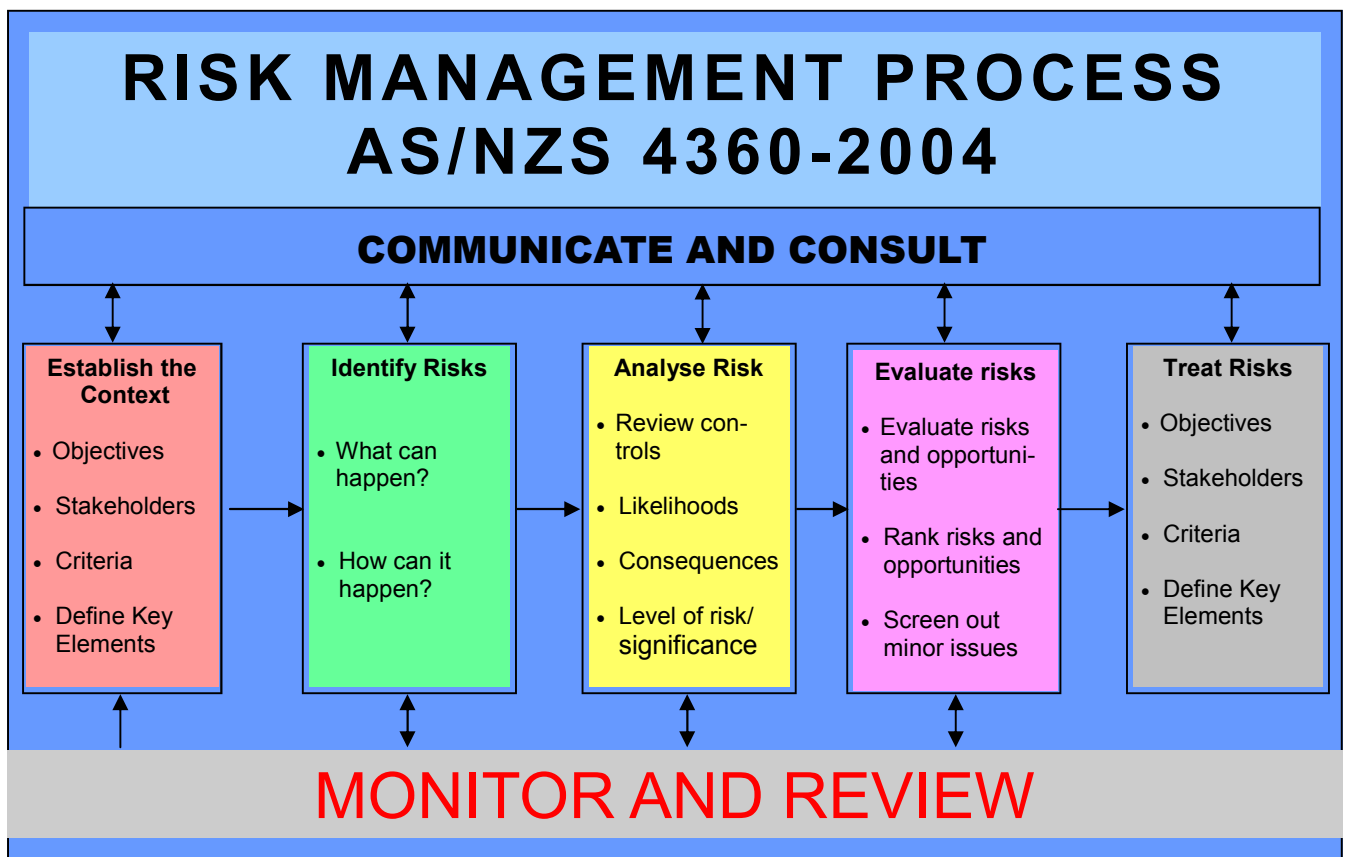 RISK MANAGEMENT PROCESS
AS/NZS 4360-2004
COMMUNICATE AND CONSULT
Establish the
Context
• Objectives
• Stakeholders
• Criteria
• Define Key
Elements
Identify Risks
• What can
happen?
• How can it
happen?
Analyse Risk
• Review con-
trols
• Likelihoods
• Consequences
• Level of risk/
significance
Evaluate risks
• Evaluate risks
and opportuni-
ties
• Rank risks and
opportunities
• Screen out
minor issues
Treat Risks
• Objectives
• Stakeholders
• Criteria
• Define Key
Elements
MONITOR AND REVIEW